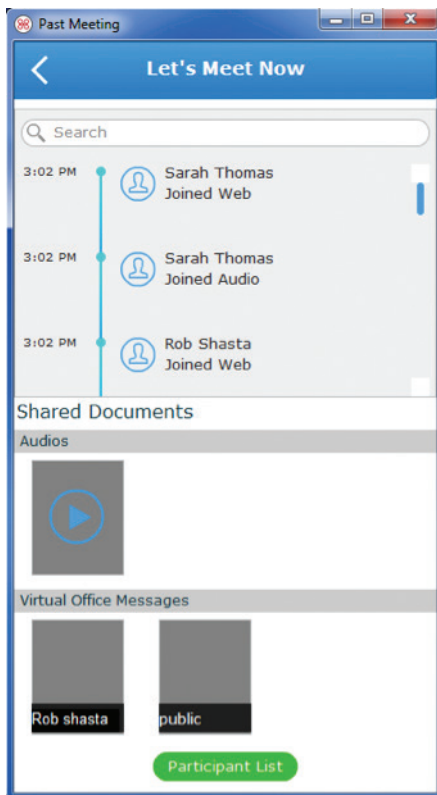 Past Meeting
Let's Meet Now
Search
3:02 PM
Sarah Thomas
Joined Web
3:02 PM
Sarah Thomas
Joined Audio
3:02 PM
Rob Shasta
Joined Web
Shared Documents
Audios
Virtual Office Messages
Rob shasta
public
Participant List